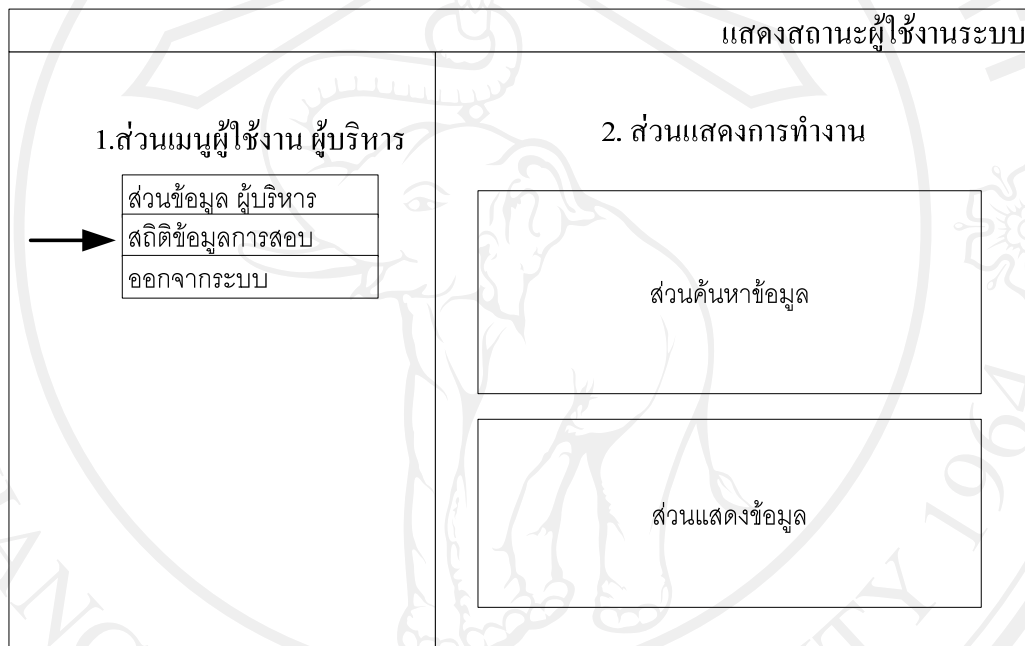 แสดงสถานะผู้ใช้งานระบบ
1.ส่วนเมนูผู้ใช้งาน ผู้บริหาร
ส่วนข้อมูล ผู้บริหาร
สถิติข้อมูลการสอบ
ออกจากระบบ
2. ส่วนแสดงการทำงาน
ส่วนค้นหาข้อมูล
ส่วนแสดงข้อมูล